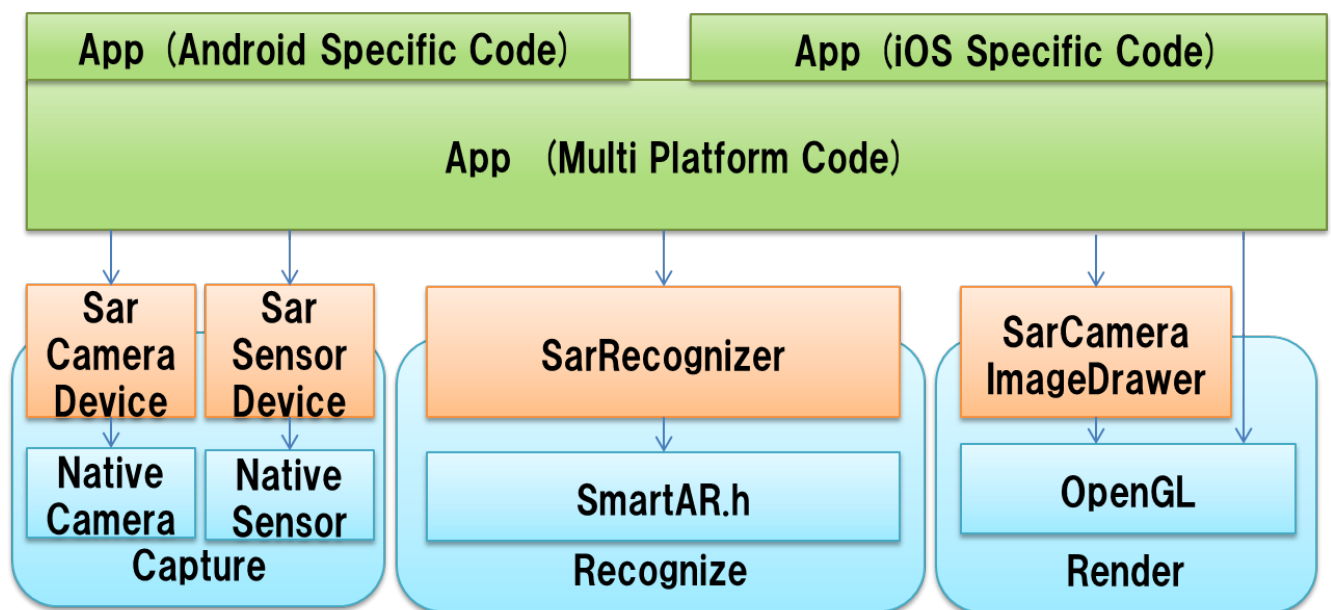 App (Android Specific Code)
App (iOS Specific Code)
App (Multi Platform Code)
Sar
Camera
Device
Sar
Sensor
Device
SarRecognizer
SarCamera
ImageDrawer
Native
Camera
Native
Sensor
SmartAR.h
OpenGL
Capture
Recognize
Render